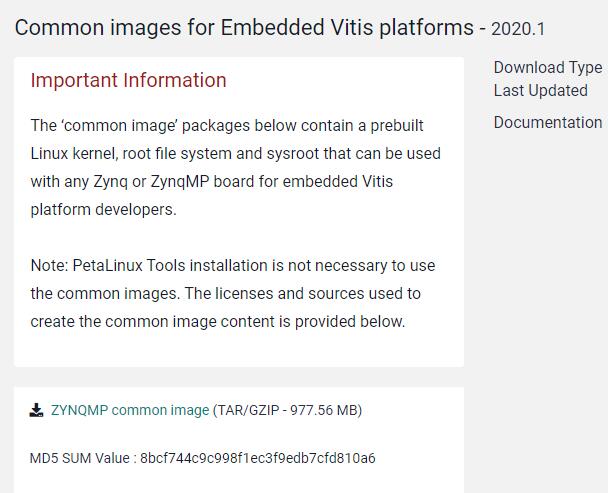 Common images for Embedded Vitis platforms - 2020.1
Important Information
The ‘common image’ packages below contain a prebuilt
Linux kernel, root file system and sysroot that can be used
with any Zynq or ZynqMP board for embedded Vitis
platform developers.
Note: PetaLinux Tools installation is not necessary to use
the common images. The licenses and sources used to
create the common image content is provided below.
ZYNQMP common image (TAR/GZIP - 977.56 MB)
MD5 SUM Value : 8bcf744c9c998f1ec3f9edb7cfd810a6
Download Type
Last Updated
Documentation